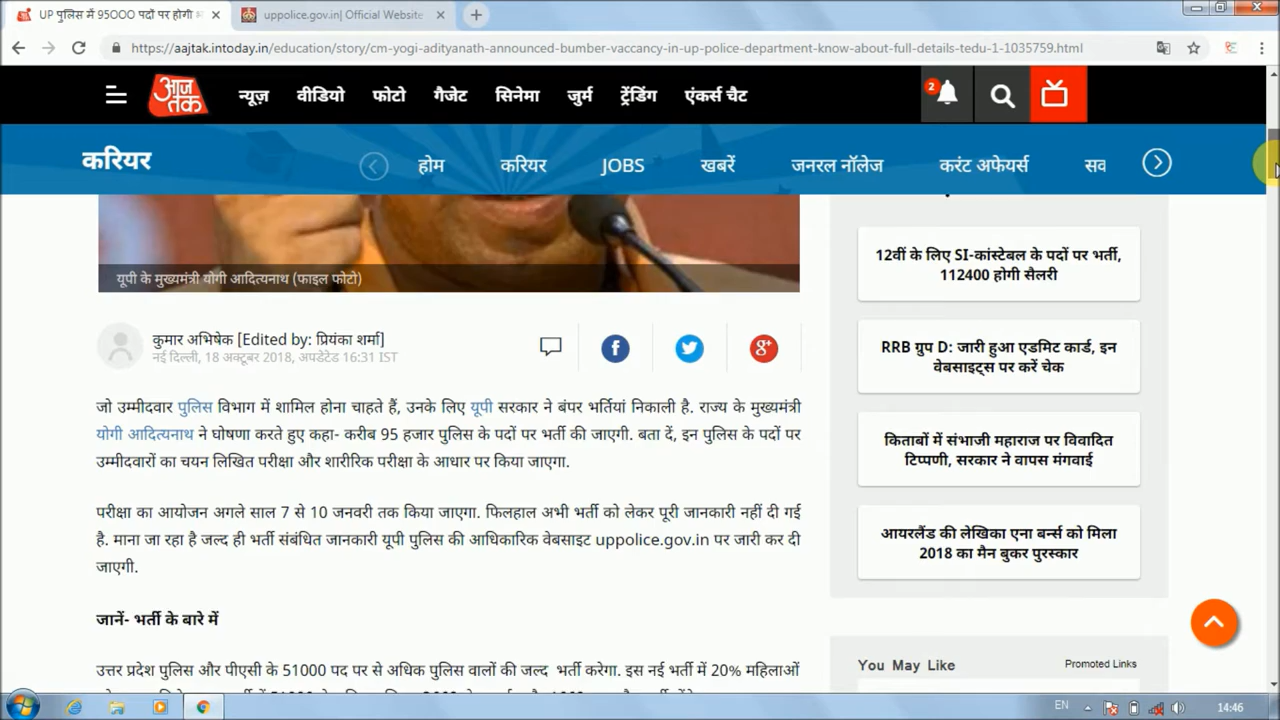 UP पुलिस में 95000 पदों पर होगी
uppolice.gov.in| Official Website
https://aajtak.intoday.in/education/story/cm-yogi-adityanath-announced-bumber-vaccancy-in-up-police-department-know-about-full-details-tedu-1-1035759.html
आज तक
न्यूज़ वीडियो फोटो गैजेट सिनेमा जुर्म ट्रेंडिंग एंकर्स चैट
2
करियर
होम करियर JOBS खबरें जनरल नॉलेज करंट अफेयर्स सव
यूपी के मुख्यमंत्री योगी आदित्यनाथ (फाइल फोटो)
कुमार अभिषेक [Edited by: प्रियंका शर्मा]
नई दिल्ली, 18 अक्टूबर 2018, अपडेटेड 16:31 IST
जो उम्मीदवार पुलिस विभाग में शामिल होना चाहते हैं, उनके लिए यूपी सरकार ने बंपर भर्तियां निकाली है. राज्य के मुख्यमंत्री
योगी आदित्यनाथ ने घोषणा करते हुए कहा- करीब 95 हजार पुलिस के पदों पर भर्ती की जाएगी. बता दें, इन पुलिस के पदों पर
उम्मीदवारों का चयन लिखित परीक्षा और शारीरिक परीक्षा के आधार पर किया जाएगा.
परीक्षा का आयोजन अगले साल 7 से 10 जनवरी तक किया जाएगा. फिलहाल अभी भर्ती को लेकर पूरी जानकारी नहीं दी गई
है. माना जा रहा है जल्द ही भर्ती संबंधित जानकारी यूपी पुलिस की आधिकारिक वेबसाइट uppolice.gov.in पर जारी कर दी
जाएगी.
जानें- भर्ती के बारे में
उत्तर प्रदेश पुलिस और पीएसी के 51000 पद पर से अधिक पुलिस वालों की जल्द भर्ती करेगा. इस नई भर्ती में 20% महिलाओं
12वीं के लिए SI-कांस्टेबल के पदों पर भर्ती,
112400 होगी सैलरी
RRB ग्रुप D: जारी हुआ एडमिट कार्ड, इन
वेबसाइट्स पर करें चेक
किताबों में संभाजी महाराज पर विवादित
टिप्पणी, सरकार ने वापस मंगवाई
आयरलैंड की लेखिका एना बर्न्स को मिला
2018 का मैन बुकर पुरस्कार
You May Like
Promoted Links
EN
14:46